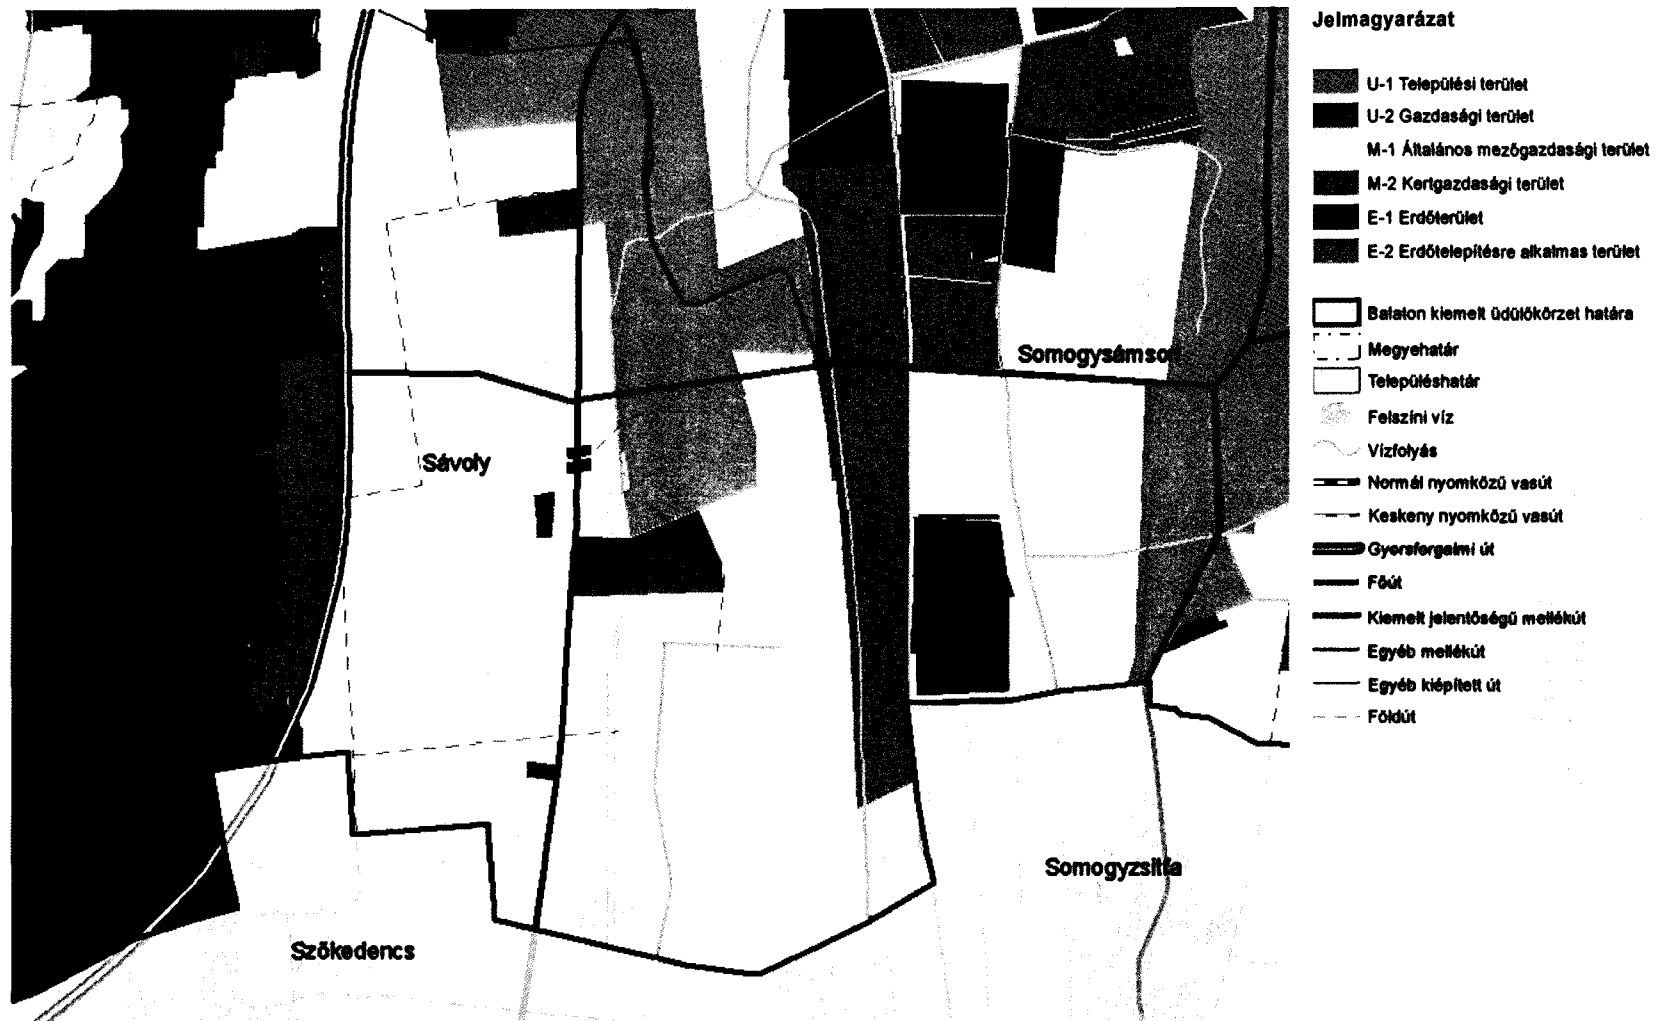 Jelmagyarázat
U-1 Települési terület
U-2 Gazdasági terület
M-1 Általános mezőgazdasági terület
M-2 Kertgazdasági terület
E-1 Erdőterület
E-2 Erdőtelepítésre alkalmas terület
Balaton kiemelt üdülőkörzet határa
Megyehatár
Településhatár
Felszíni víz
Vízfolyás
Normál nyomközű vasút
Keskeny nyomközű vasút
Gyorsforgalmi út
Főút
Kiemelt jelentőségű mellékút
Egyéb mellékút
Egyéb kiépített út
Földút
Somogysámson
Sávoly
Somogyzsitfa
Szőkedencs